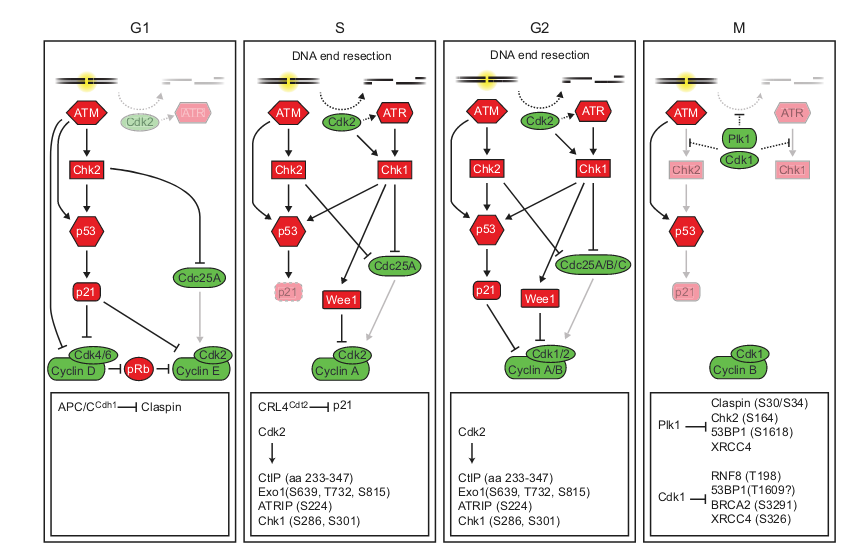 G1
ATM
Cdk2
ATR
Chk2
p53
Cdc25A
p21
Cdk4/6
Cyclin D
pRb
Cdk2
Cyclin E
APC/CCdh1 Claspin
S
DNA end resection
ATM
Cdk2
ATR
Chk2
Chk1
p53
Cdc25A
p21
Wee1
Cdk2
Cyclin A
CRL4Cdt2 p21
Cdk2
CtIP (aa 233-347)
Exo1(S639, T732, S815)
ATRIP (S224)
Chk1 (S286, S301)
G2
DNA end resection
ATM
Cdk2
ATR
Chk2
Chk1
p53
Cdc25A/B/C
p21
Wee1
Cdk1/2
Cyclin A/B
Cdk2
CtIP (aa 233-347)
Exo1(S639, T732, S815)
ATRIP (S224)
Chk1 (S286, S301)
M
ATM
ATR
Plk1
Cdk1
Chk2
Chk1
p53
p21
Cdk1
Cyclin B
Plk1
Claspin (S30/S34)
Chk2 (S164)
53BP1 (S1618)
XRCC4
Cdk1
RNF8 (T198)
53BP1(T1609?)
BRCA2 (S3291)
XRCC4 (S326)